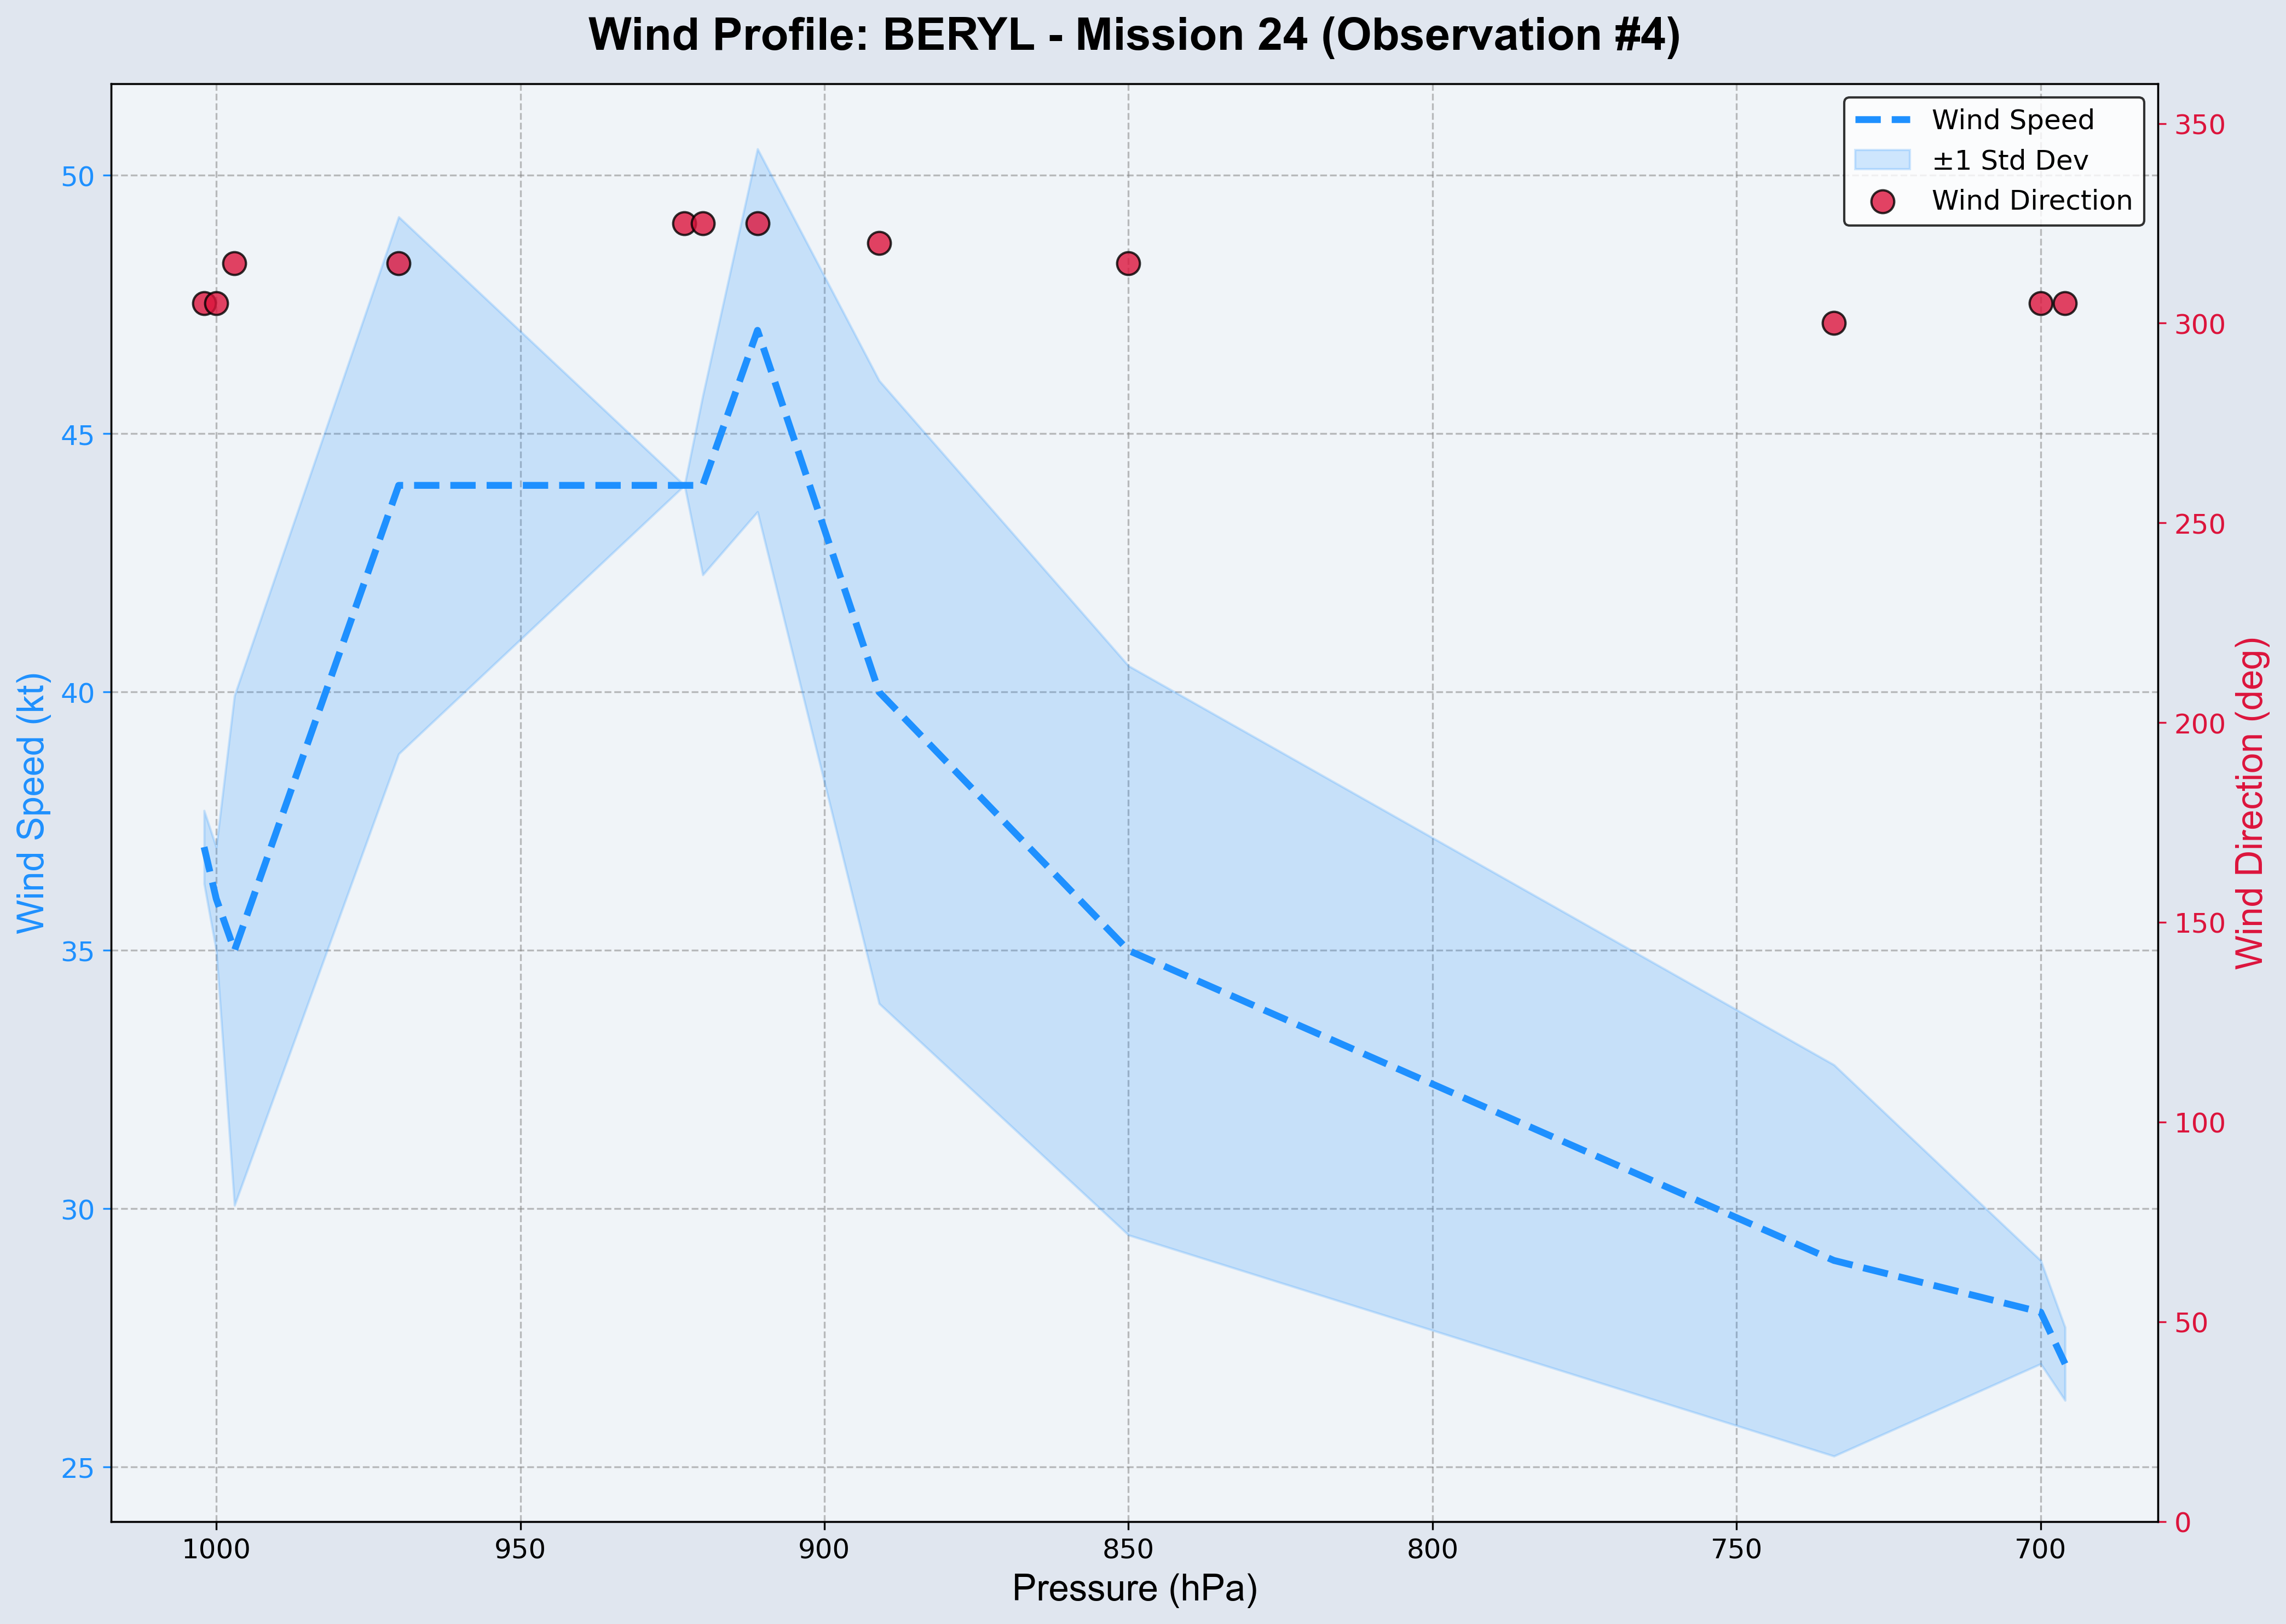 Wind Profile: BERYL - Mission 24 (Observation #4)
Wind Speed
±1 Std Dev
Wind Direction
50
45
40
35
30
25
Wind Speed (kt)
350
300
250
200
150
100
50
0
Wind Direction (deg)
1000 950 900 850 800 750 700
Pressure (hPa)